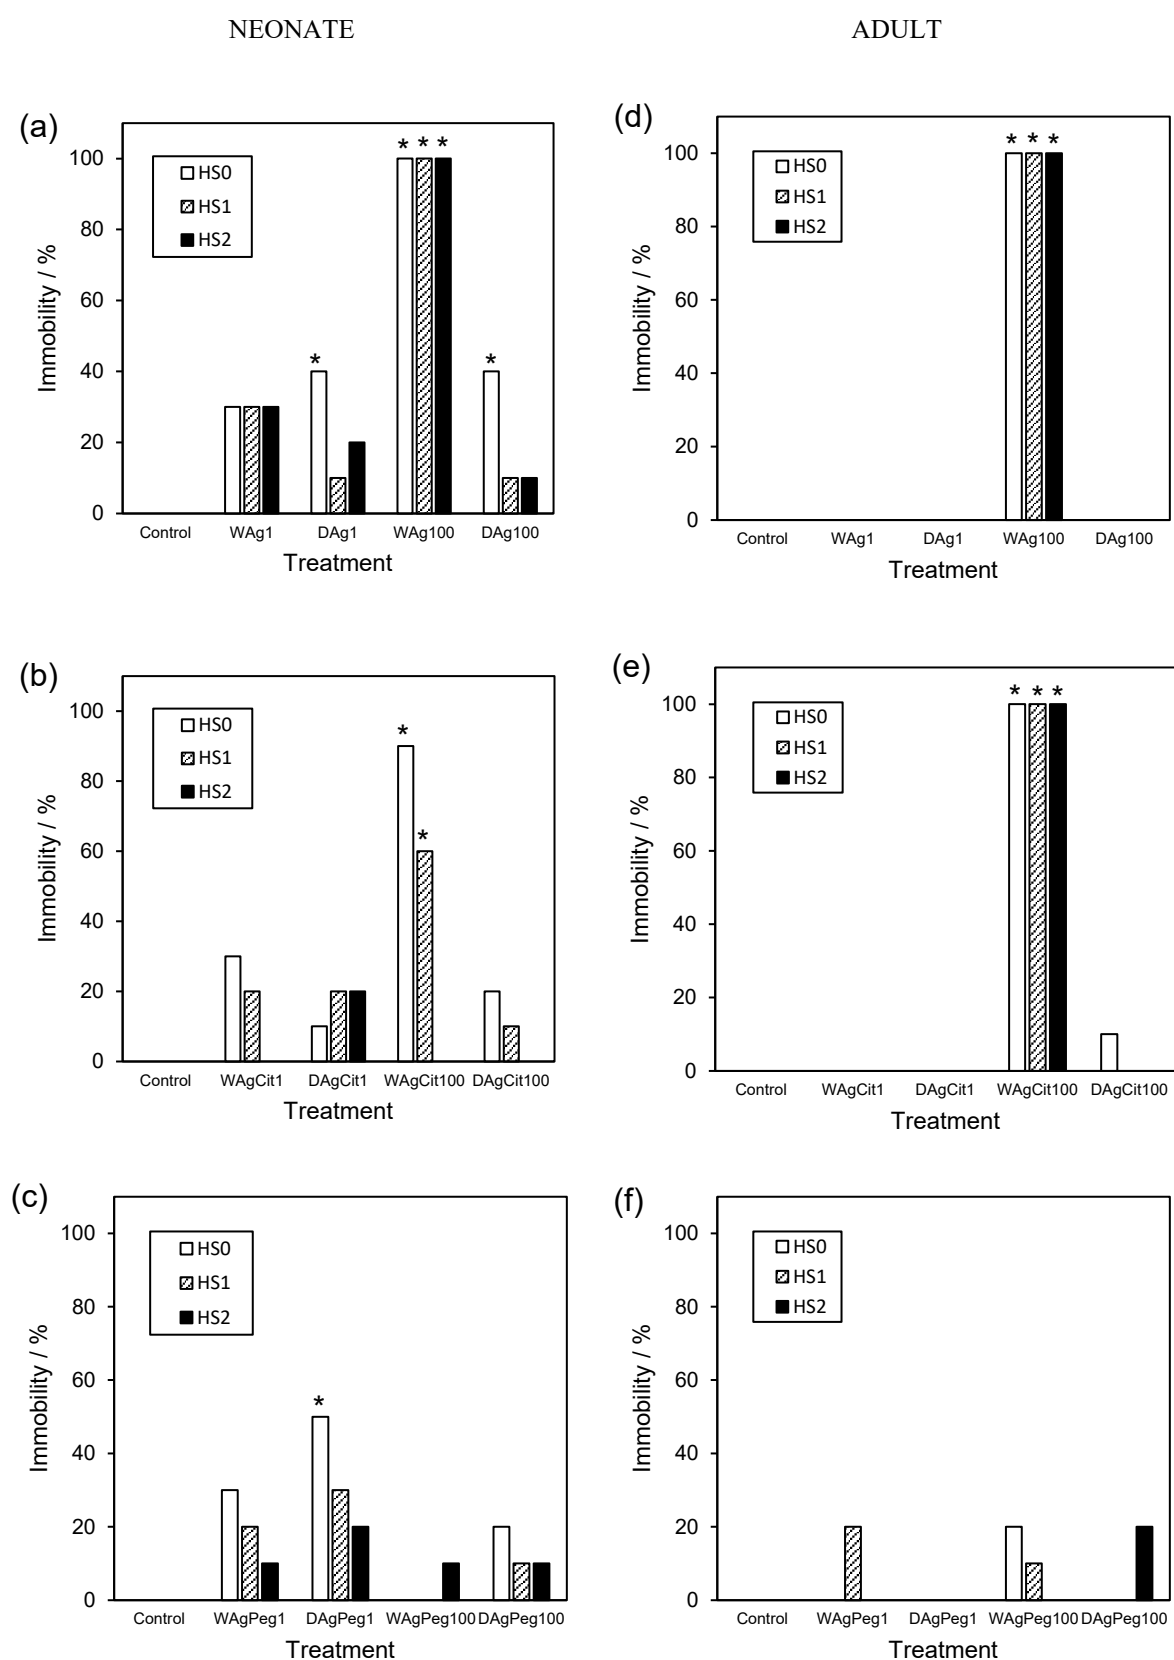 NEONATE
ADULT
(a)
HS0
HS1
HS2
Immobility / %
100
80
60
40
20
0
* * * * *
Control WAg1 DAg1 WAg100 DAg100
Treatment
(d)
HS0
HS1
HS2
Immobility / %
100
80
60
40
20
0
* * *
Control WAg1 DAg1 WAg100 DAg100
Treatment
(b)
HS0
HS1
HS2
Immobility / %
100
80
60
40
20
0
* *
Control WAgCit1 DAgCit1 WAgCit100 DAgCit100
Treatment
(e)
HS0
HS1
HS2
Immobility / %
100
80
60
40
20
0
* * *
Control WAgCit1 DAgCit1 WAgCit100 DAgCit100
Treatment
(c)
HS0
HS1
HS2
Immobility / %
100
80
60
40
20
0
*
Control WAgPeg1 DAgPeg1 WAgPeg100 DAgPeg100
Treatment
(f)
HS0
HS1
HS2
Immobility / %
100
80
60
40
20
0
Control WAgPeg1 DAgPeg1 WAgPeg100 DAgPeg100
Treatment